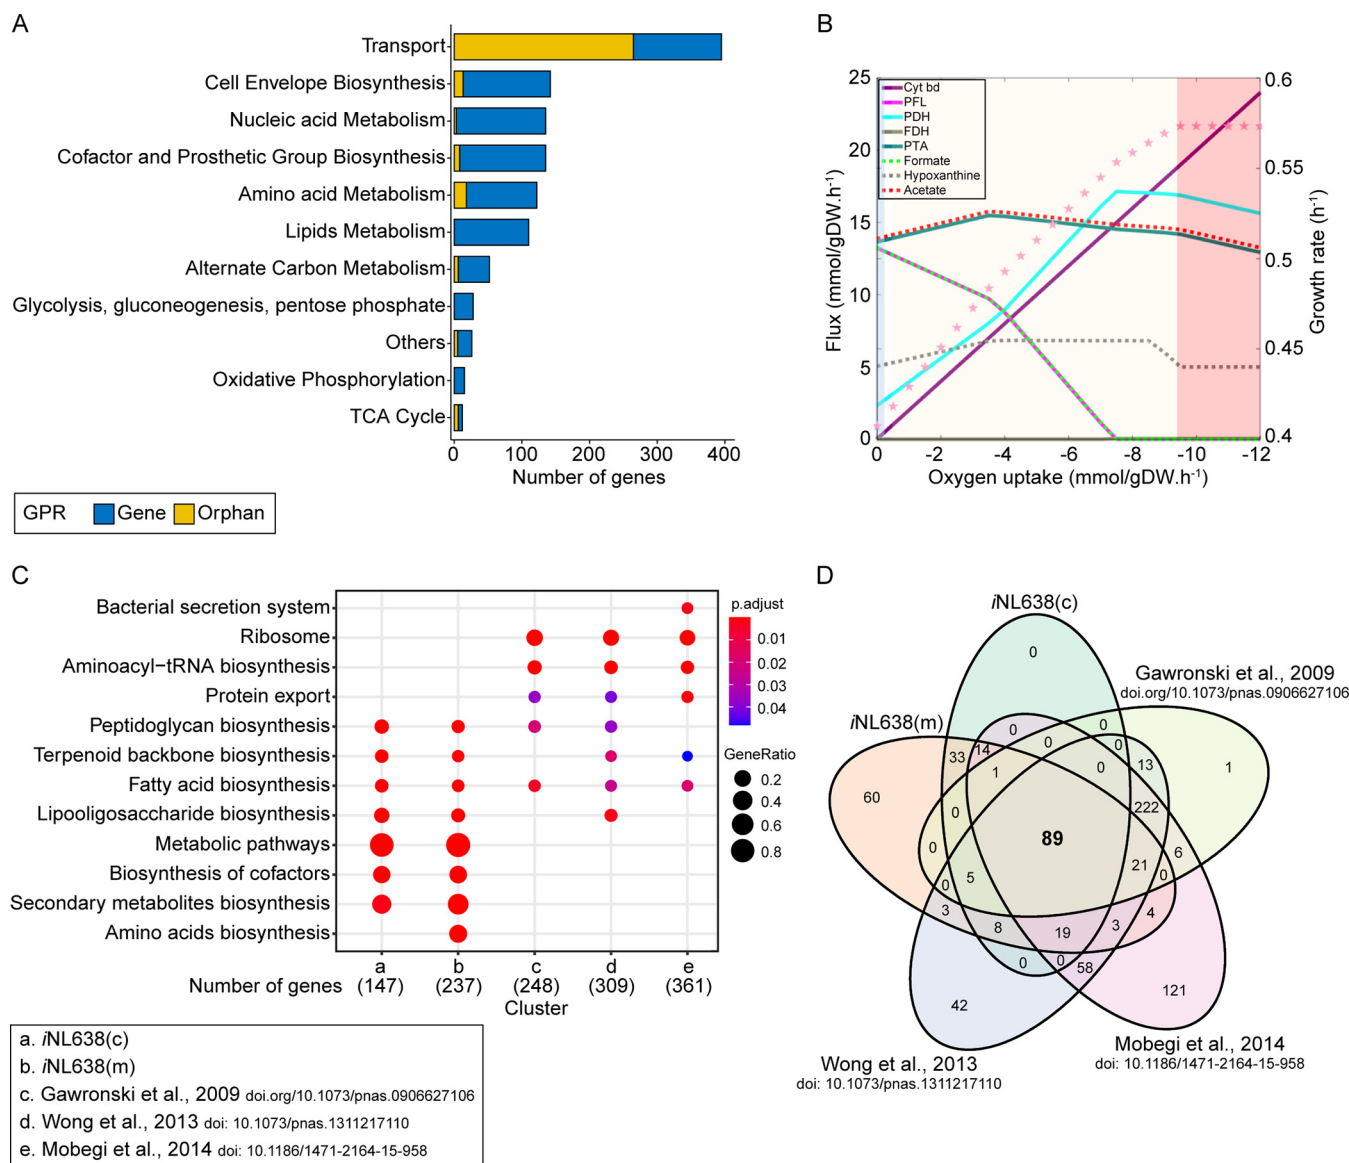 A
Transport
Cell Envelope Biosynthesis
Nucleic acid Metabolism
Cofactor and Prosthetic Group Biosynthesis
Amino acid Metabolism
Lipids Metabolism
Alternate Carbon Metabolism
Glycolysis, gluconeogenesis, pentose phosphate
Others
Oxidative Phosphorylation
TCA Cycle
0 100 200 300 400
Number of genes
GPR Gene Orphan
B
25
20
15
10
5
0
Flux (mmol/gDW.h-1)
Cyt bd
PFL
PDH
FDH
PTA
Formate
Hypoxanthine
Acetate
0.6
0.55
0.5
0.45
0.4
Growth rate (h-1)
0 -2 -4 -6 -8 -10 -12
Oxygen uptake (mmol/gDW.h-1)
C
Bacterial secretion system
Ribosome
Aminoacyl−tRNA biosynthesis
Protein export
Peptidoglycan biosynthesis
Terpenoid backbone biosynthesis
Fatty acid biosynthesis
Lipooligosaccharide biosynthesis
Metabolic pathways
Biosynthesis of cofactors
Secondary metabolites biosynthesis
Amino acids biosynthesis
a b c d e
Number of genes (147) (237) (248) (309) (361)
Cluster
p.adjust
0.01
0.02
0.03
0.04
GeneRatio
0.2
0.4
0.6
0.8
a. iNL638(c)
b. iNL638(m)
c. Gawronski et al., 2009 doi.org/10.1073/pnas.0906627106
d. Wong et al., 2013 doi: 10.1073/pnas.1311217110
e. Mobegi et al., 2014 doi: 10.1186/1471-2164-15-958
D
iNL638(c)
Gawronski et al., 2009
doi.org/10.1073/pnas.0906627106
iNL638(m)
0
0
0
0
0
33
14
13
1
0
1
60
0
222
0
89
6
21
0
5
0
3
4
8
19
3
0
0
58
42
121
Wong et al., 2013
doi: 10.1073/pnas.1311217110
Mobegi et al., 2014
doi: 10.1186/1471-2164-15-958